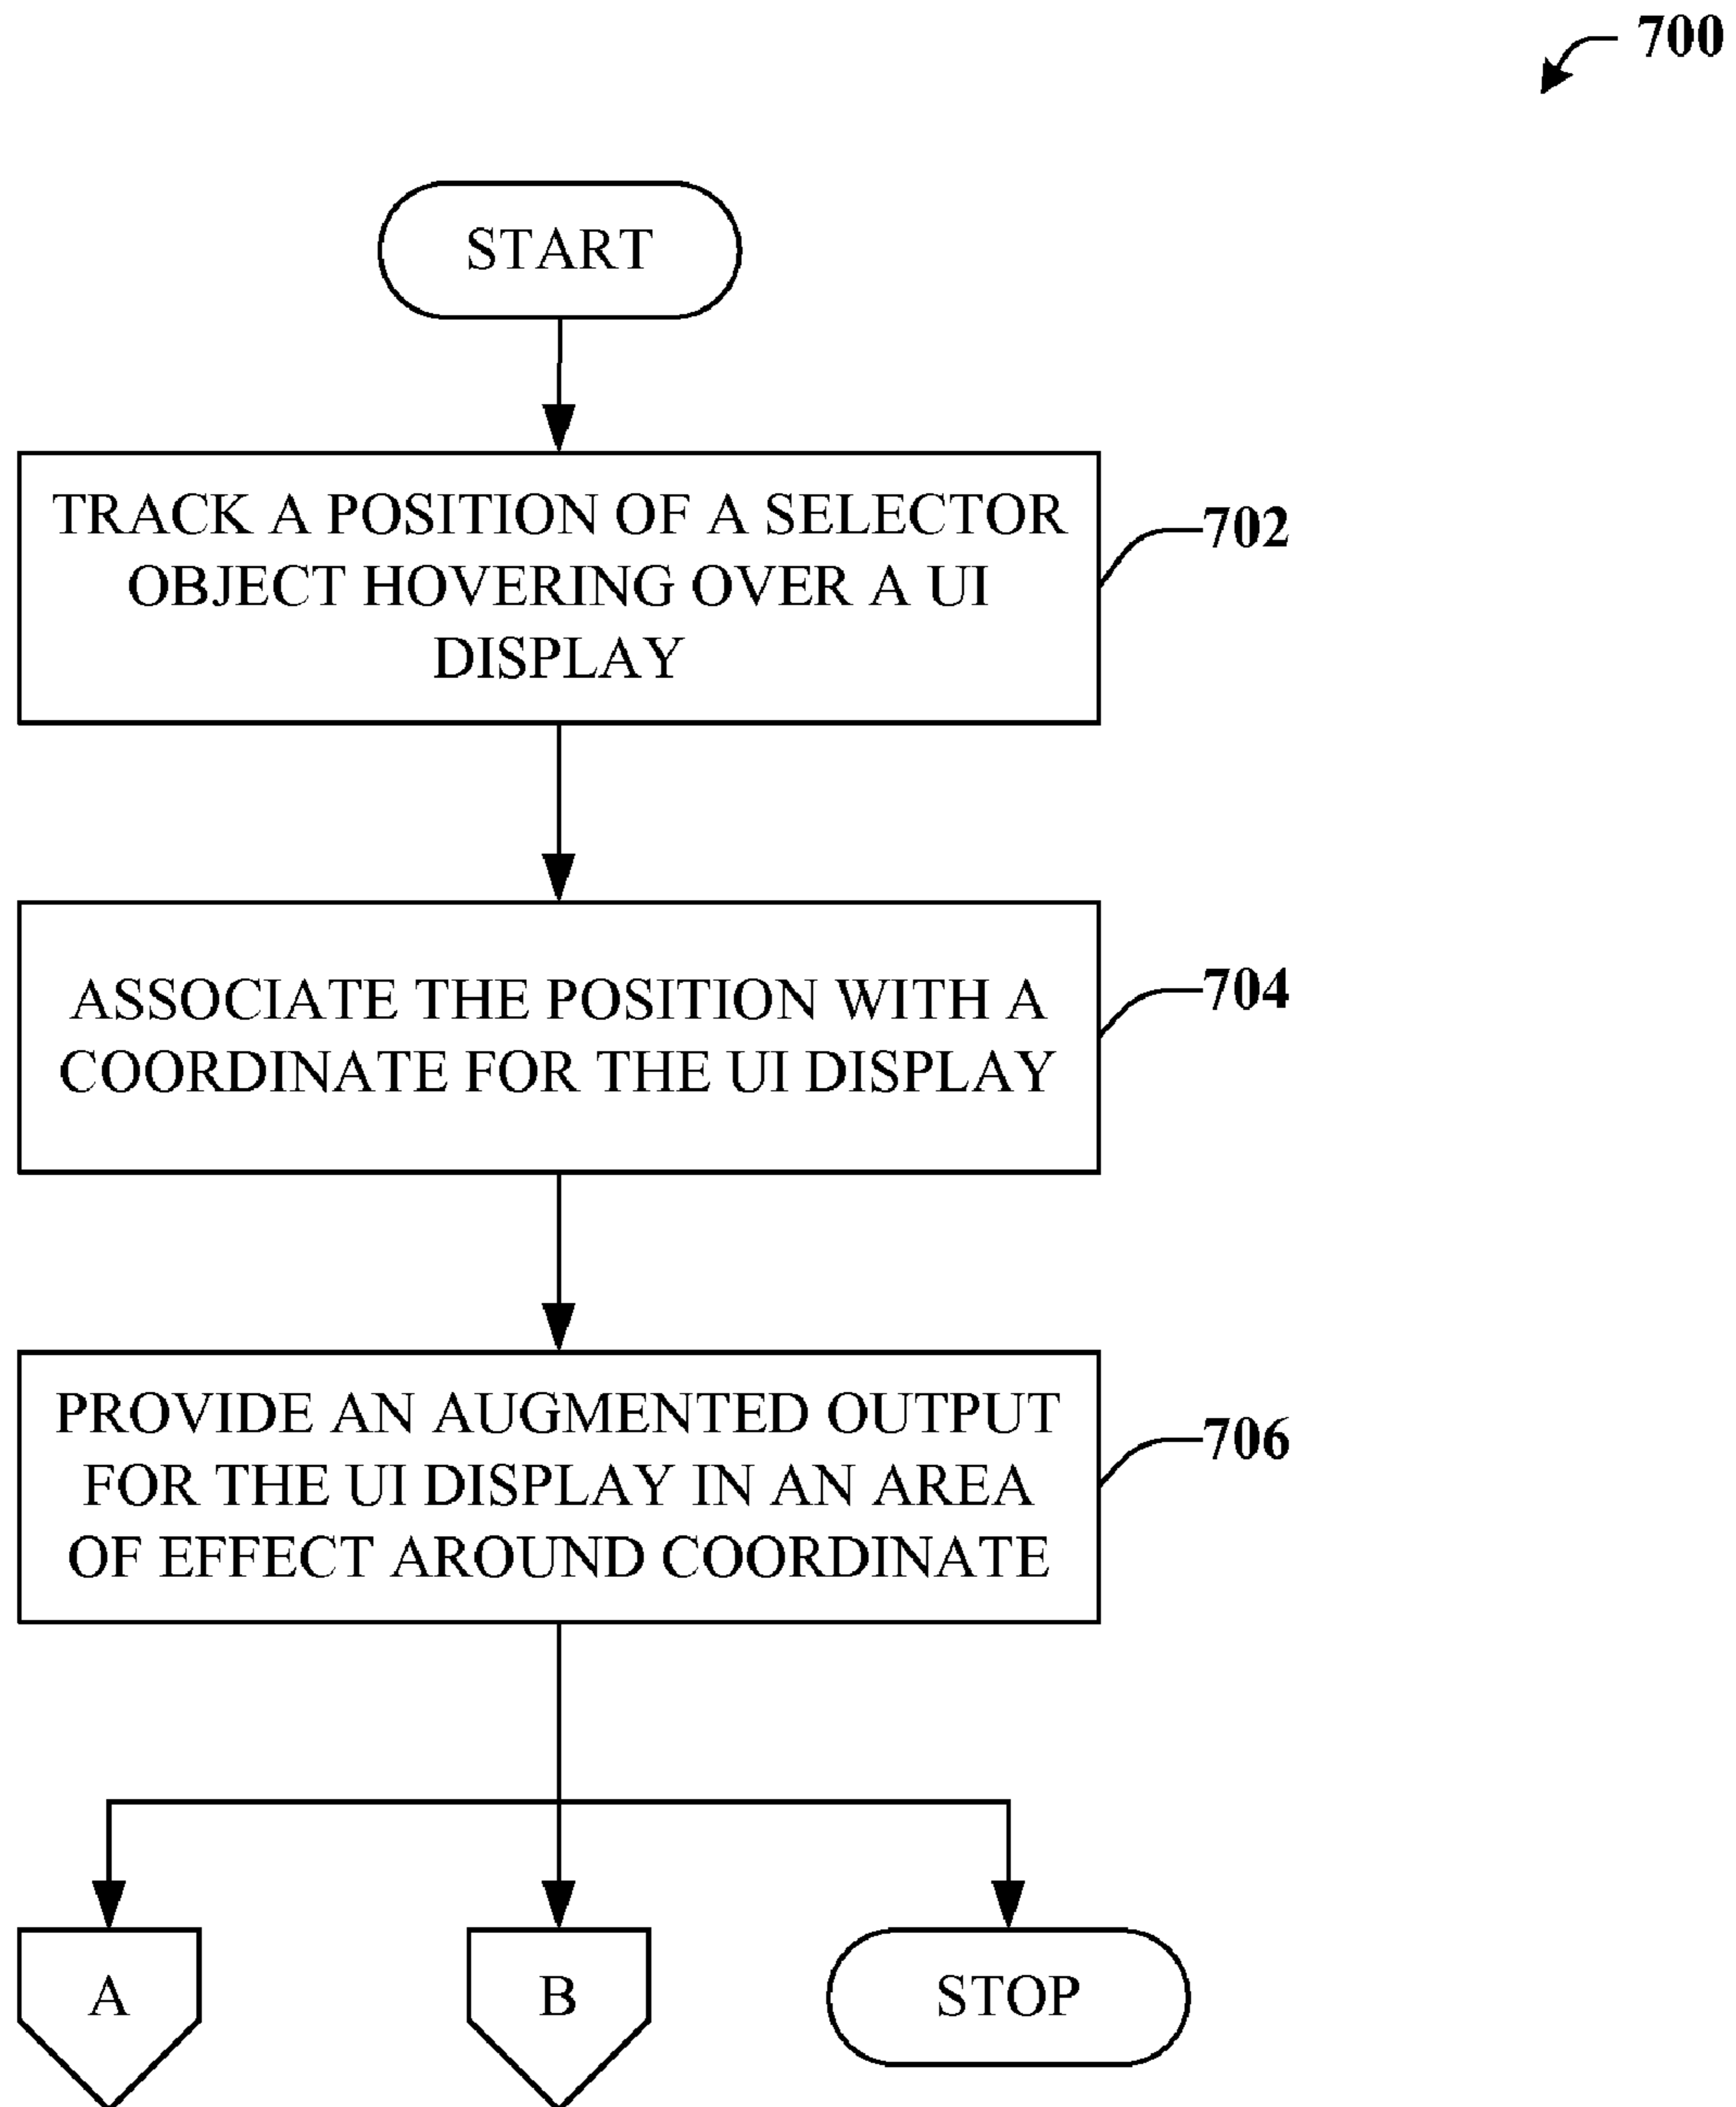 700
START
TRACK A POSITION OF A SELECTOR
OBJECT HOVERING OVER A UI
DISPLAY
702
ASSOCIATE THE POSITION WITH A
COORDINATE FOR THE UI DISPLAY
704
PROVIDE AN AUGMENTED OUTPUT
FOR THE UI DISPLAY IN AN AREA
OF EFFECT AROUND COORDINATE
706
A
B
STOP